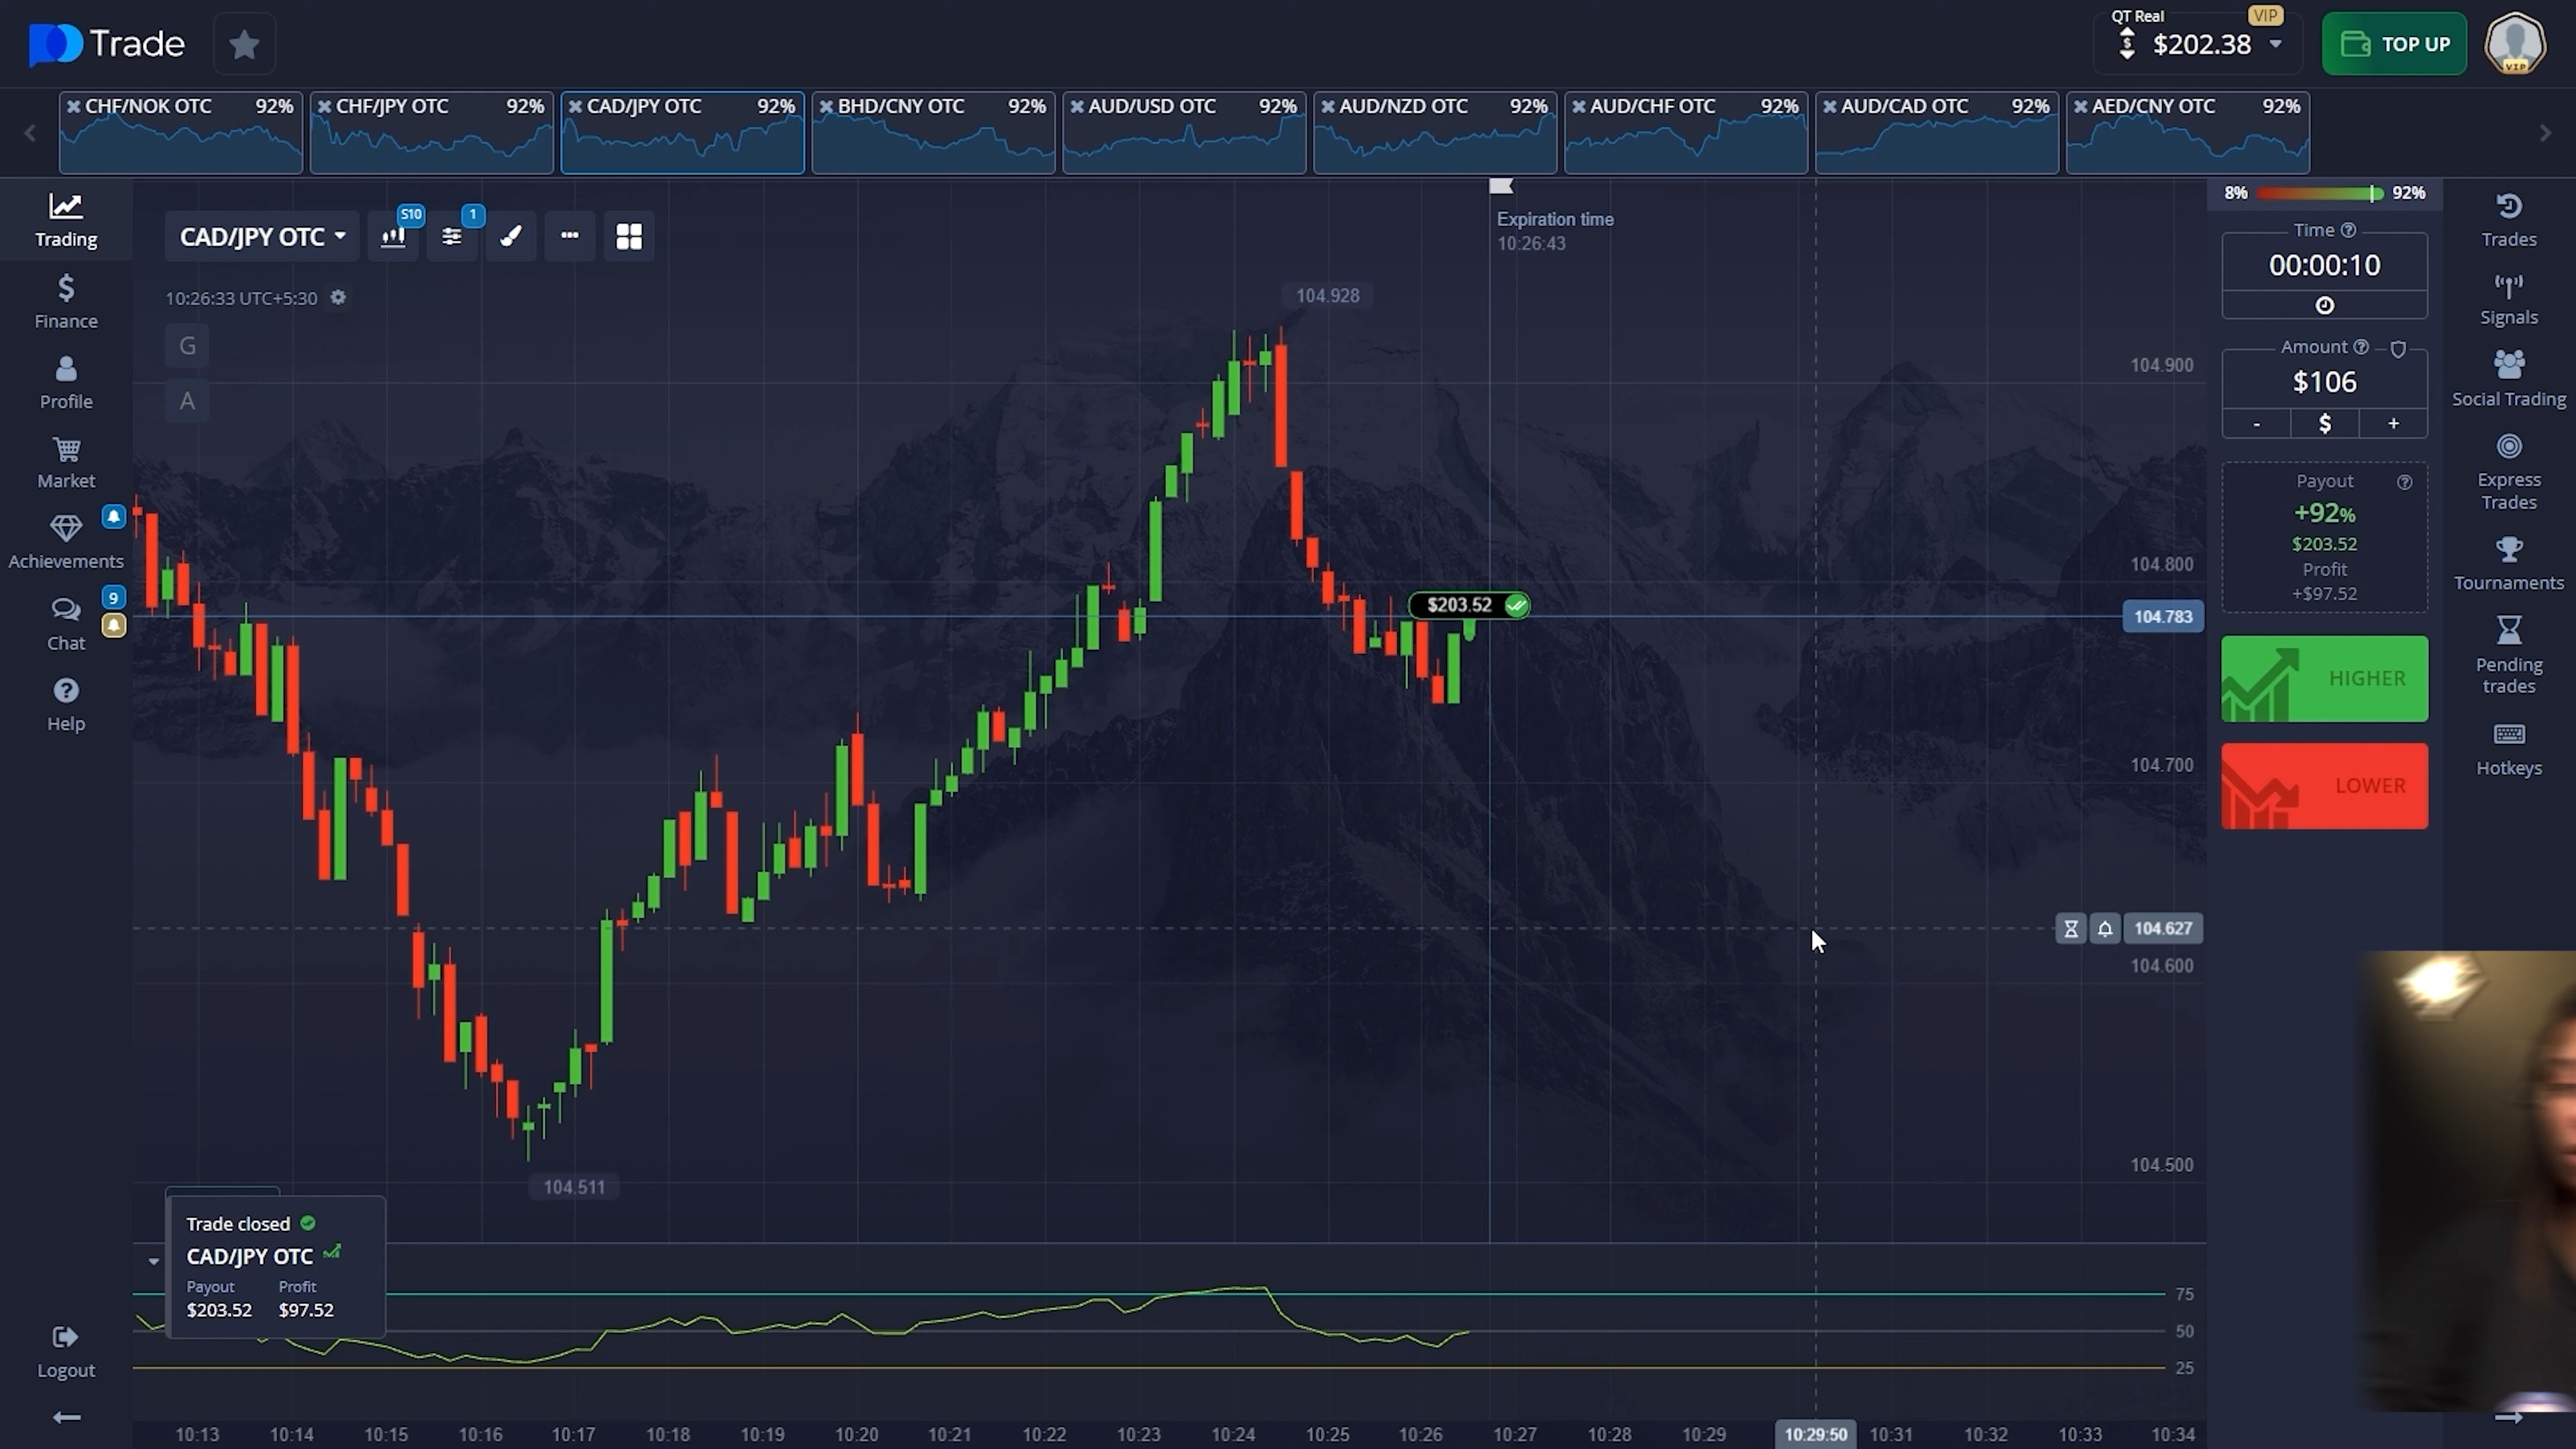 Trade
QT Real
VIP
$202.38
TOP UP
VIP
CHF/NOK OTC 92%
CHF/JPY OTC 92%
CAD/JPY OTC 92%
BHD/CNY OTC 92%
AUD/USD OTC 92%
AUD/NZD OTC 92%
AUD/CHF OTC 92%
AUD/CAD OTC 92%
AED/CNY OTC 92%
Trading
Finance
Profile
Market
Achievements
9
Chat
Help
Logout
CAD/JPY OTC
S10
1
10:26:33 UTC+5:30
G
A
Expiration time
10:26:43
104.928
$203.52
104.511
104.900
104.800
104.783
104.700
104.627
104.600
104.500
Trade closed
CAD/JPY OTC
Payout Profit
$203.52 $97.52
75
50
25
10:13 10:14 10:15 10:16 10:17 10:18 10:19 10:20 10:21 10:22 10:23 10:24 10:25 10:26 10:27 10:28 10:29 10:29:50 10:31 10:32 10:33 10:34
8% 92%
Time
00:00:10
Amount
$106
- $ +
Payout
+92%
$203.52
Profit
+$97.52
HIGHER
LOWER
Trades
Signals
Social Trading
Express
Trades
Tournaments
Pending
trades
Hotkeys